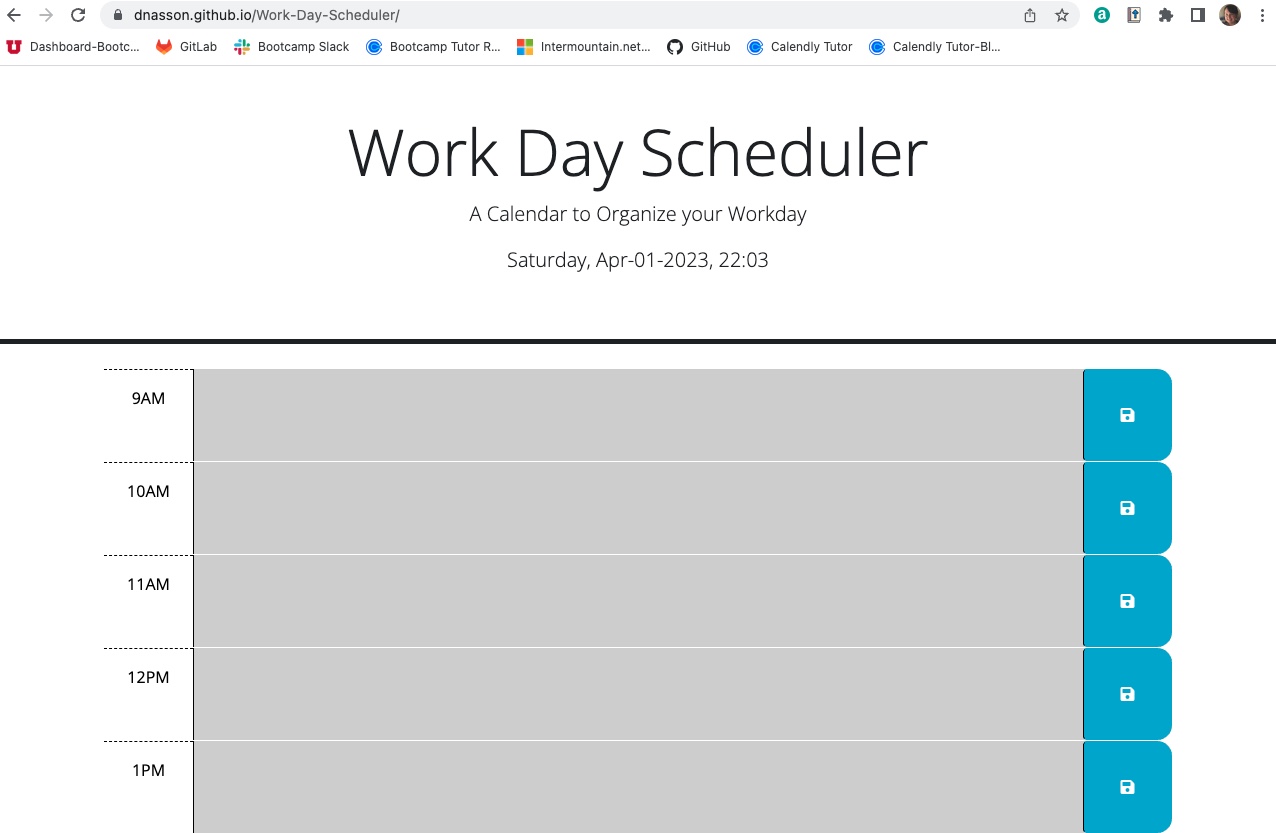 dnasson.github.io/Work-Day-Scheduler/
Dashboard-Bootc... GitLab Bootcamp Slack Bootcamp Tutor R... Intermountain.net... GitHub Calendly Tutor Calendly Tutor-Bl...
Work Day Scheduler
A Calendar to Organize your Workday
Saturday, Apr-01-2023, 22:03
9AM
10AM
11AM
12PM
1PM